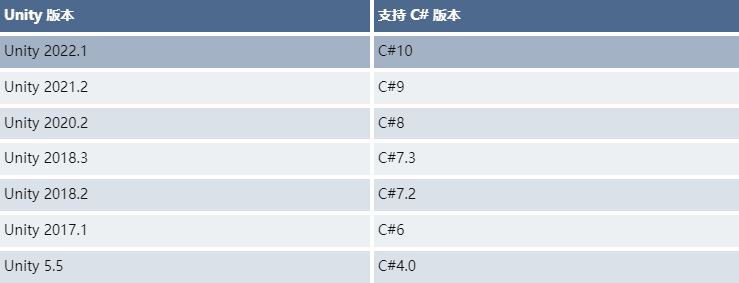 Unity 版本 支持 C# 版本
Unity 2022.1 C#10
Unity 2021.2 C#9
Unity 2020.2 C#8
Unity 2018.3 C#7.3
Unity 2018.2 C#7.2
Unity 2017.1 C#6
Unity 5.5 C#4.0